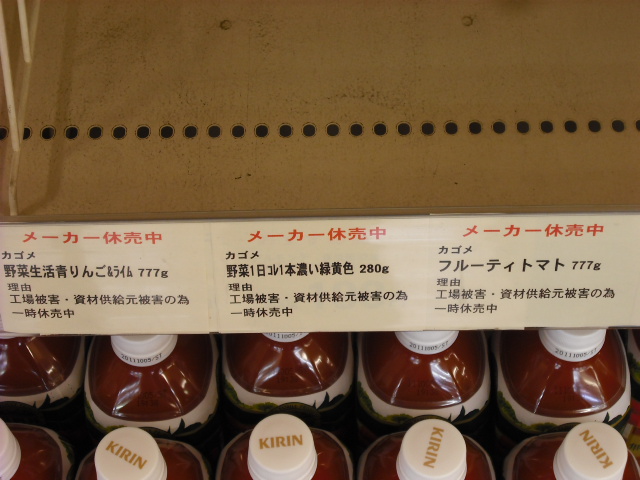 メーカー休売中
カゴメ
野菜生活青りんご&ライム 777g
理由
工場被害・資材供給元被害の為
一時休売中
メーカー休売中
カゴメ
野菜1日コレ1本濃い緑黄色 280g
理由
工場被害・資材供給元被害の為
一時休売中
メーカー休売中
カゴメ
フルーティトマト 777g
理由
工場被害・資材供給元被害の為
一時休売中
20111005/ST
20111005/ST
KIRIN
KIRIN
KIRIN
KIRIN